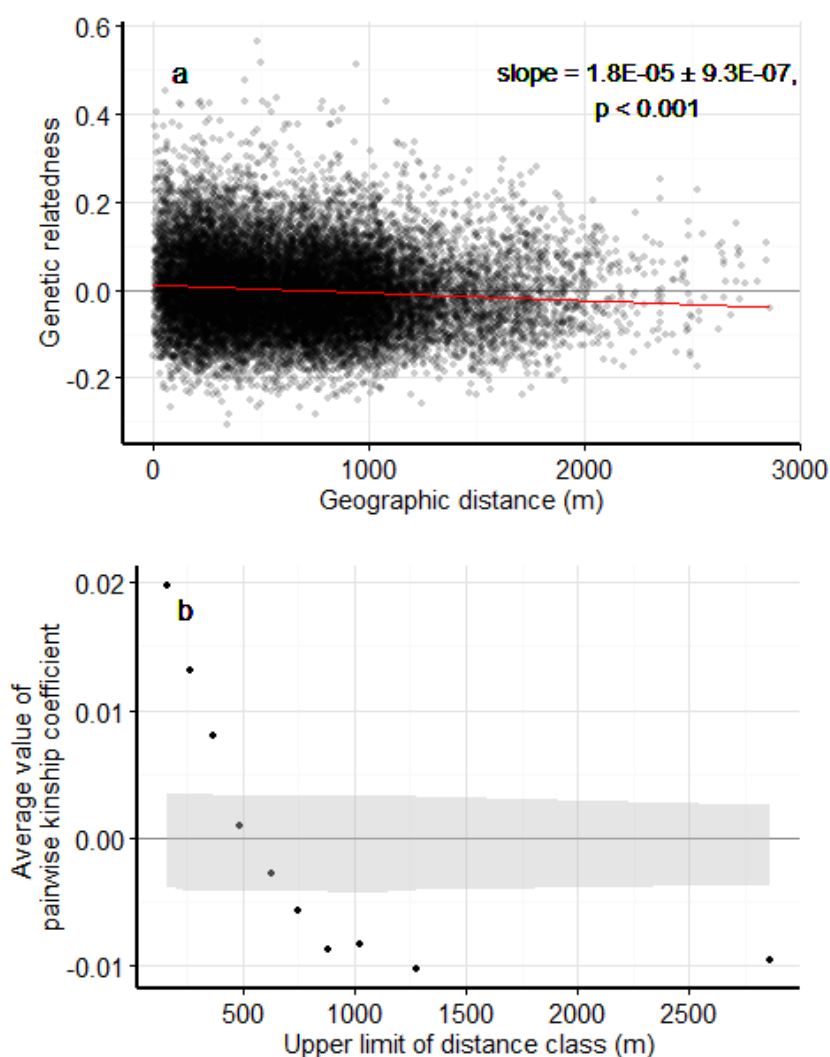 a
slope = 1.8E-05 ± 9.3E-07,
p < 0.001
Genetic relatedness
0.6
0.4
0.2
0.0
-0.2
0 1000 2000 3000
Geographic distance (m)
b
Average value of
pairwise kinship coefficient
0.02
0.01
0.00
-0.01
500 1000 1500 2000 2500
Upper limit of distance class (m)